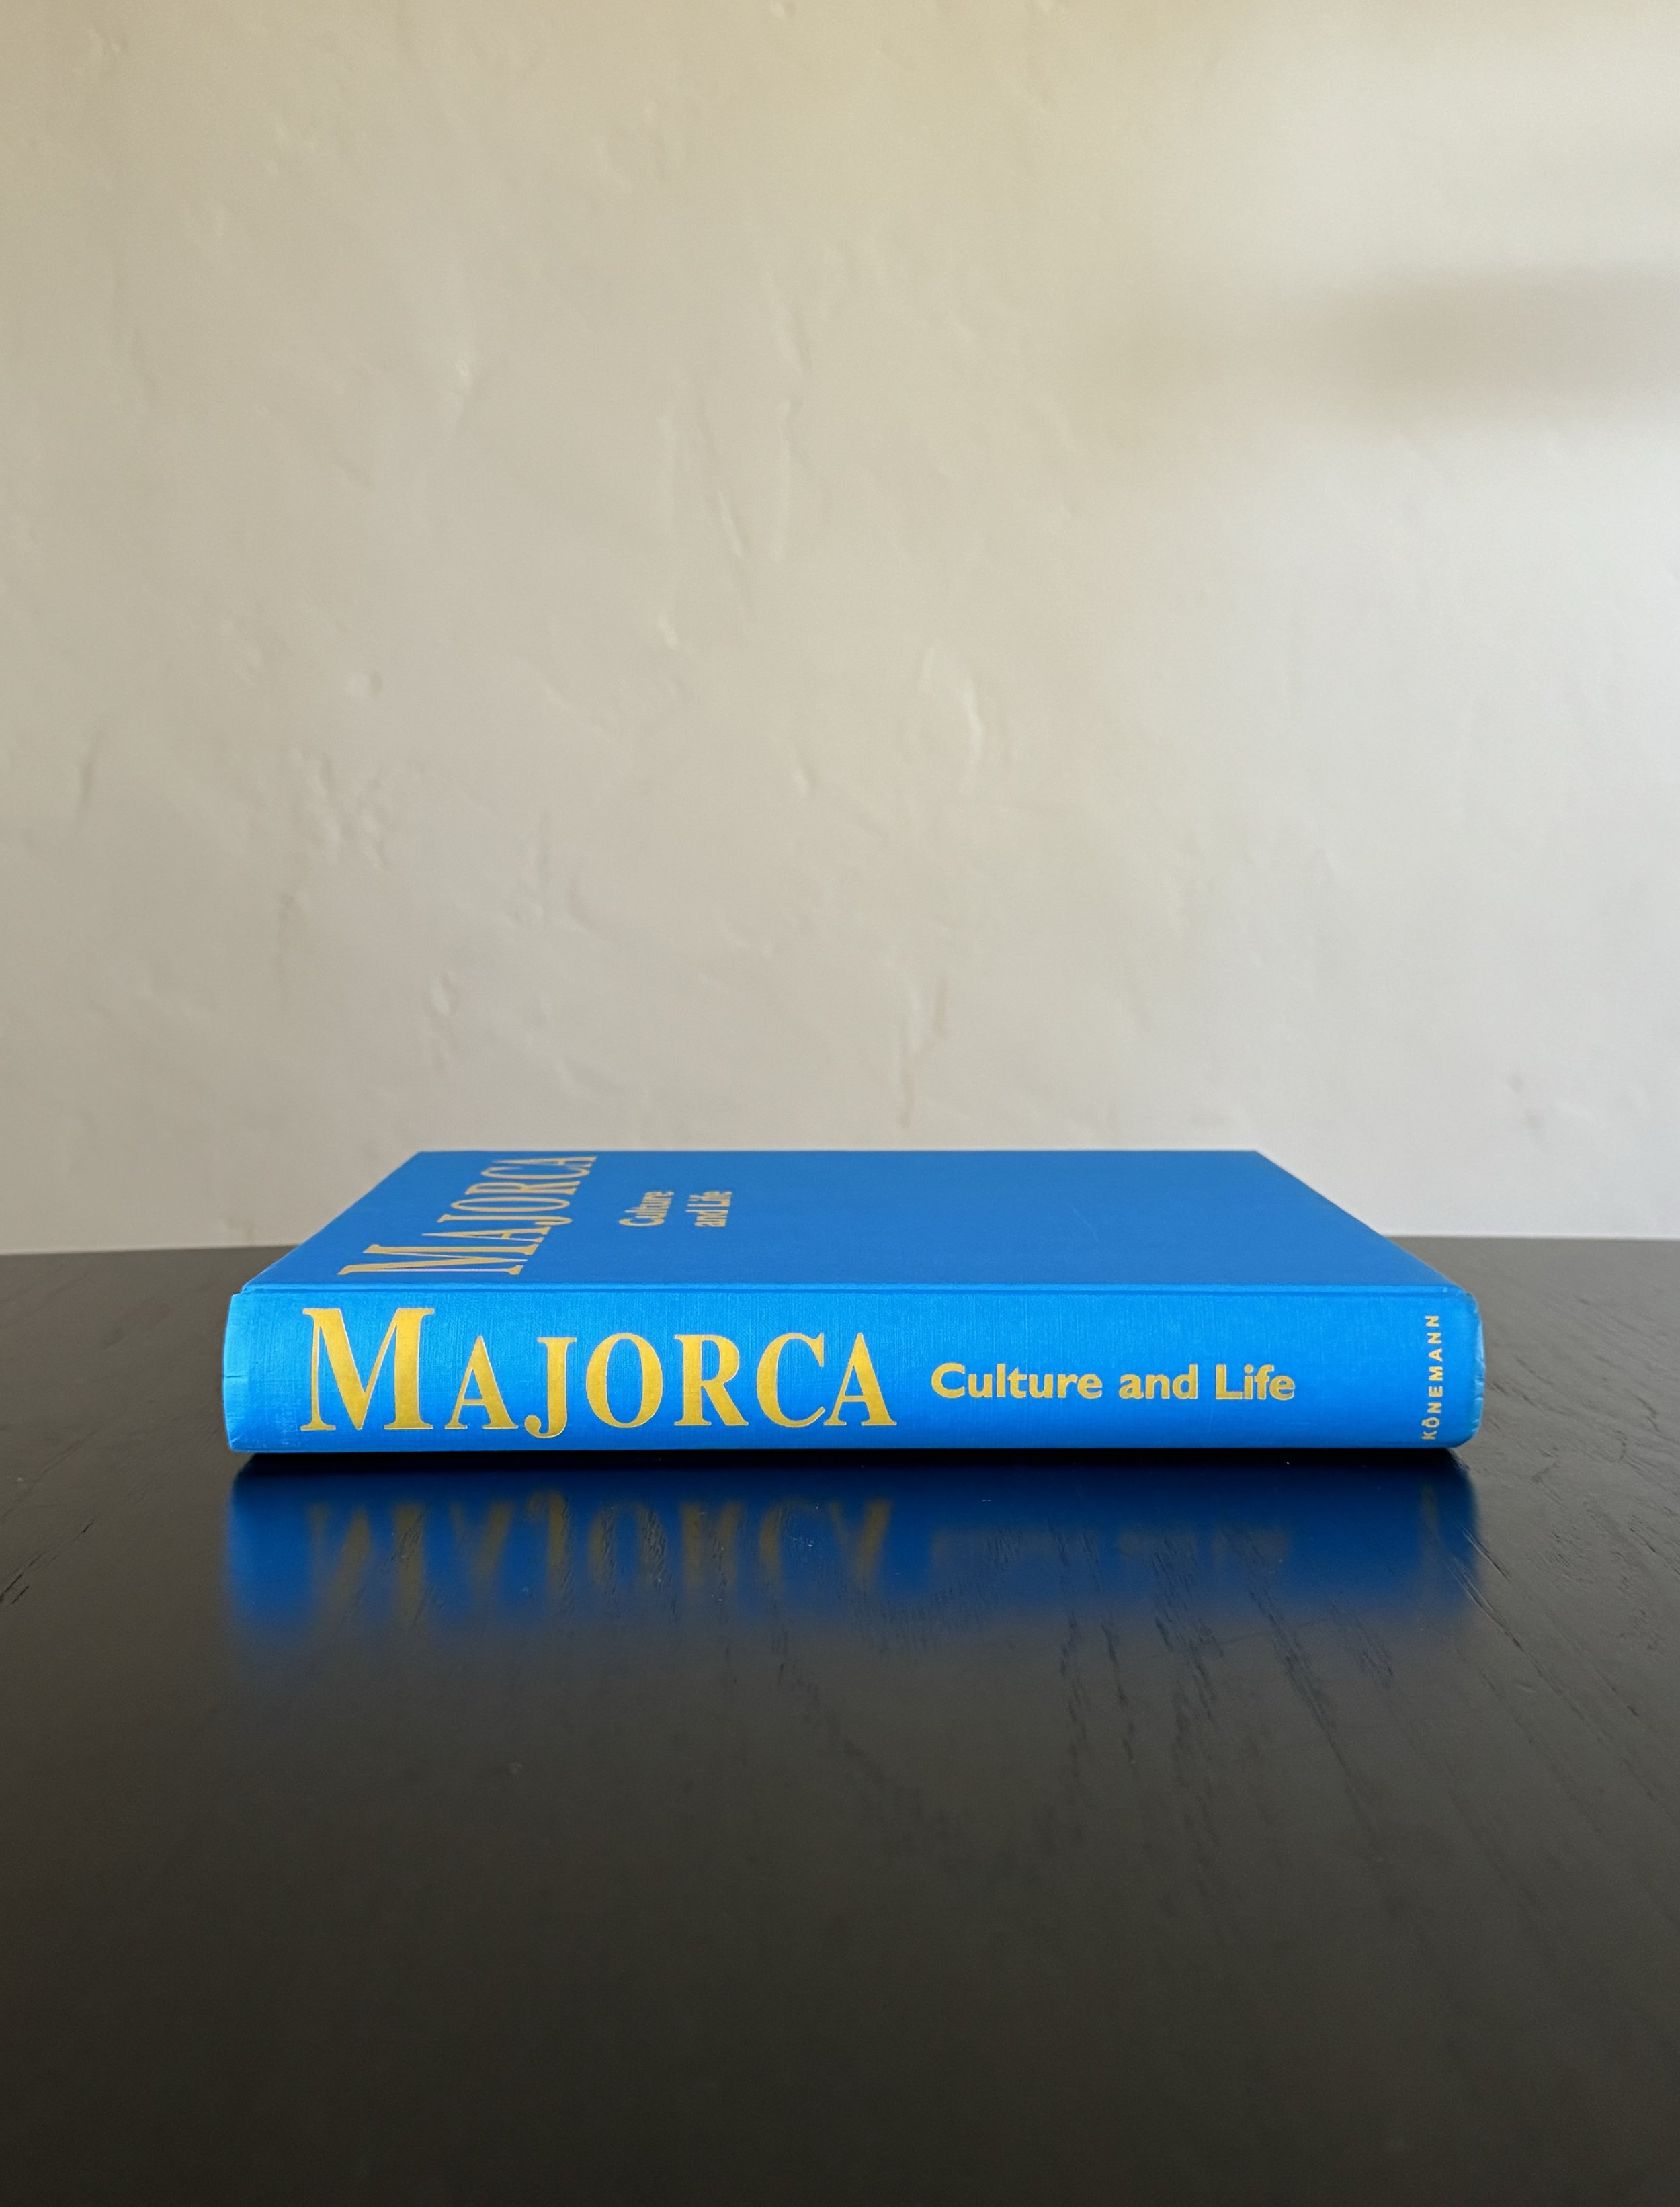 MAJORCA
Culture
and Life
MAJORCA Culture and Life
KÖNEMANN